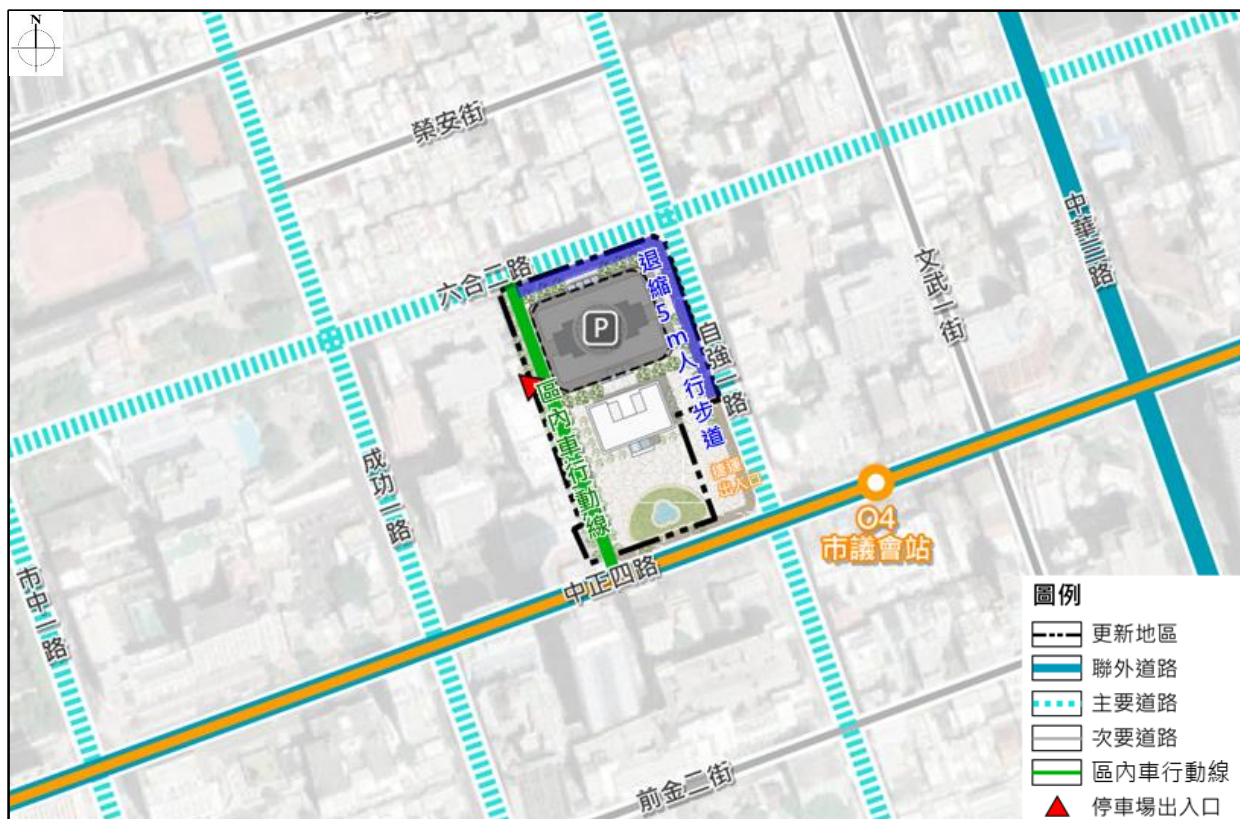 N
榮安街
六合二路
P
退縮5m人行步道
自強一路
文武一街
中華三路
區內車行動線
捷運
出入口
成功一路
市中一路
O4
市議會站
中正四路
前金二街
圖例
更新地區
聯外道路
主要道路
次要道路
區內車行動線
停車場出入口